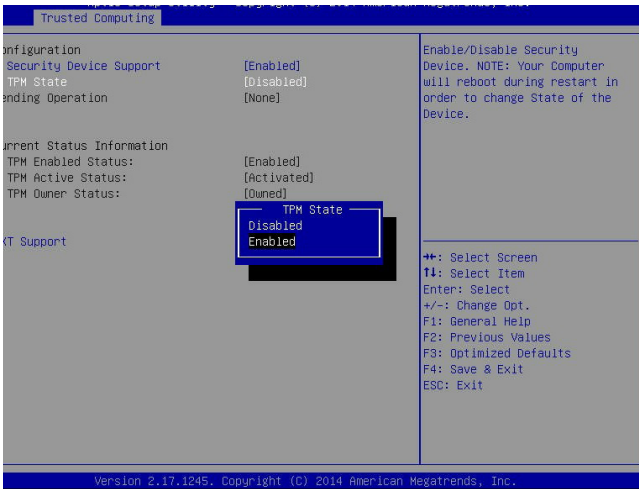 Trusted Computing
onfiguration
Security Device Support [Enabled]
TPM State [Disabled]
ending Operation [None]
urrent Status Information
TPM Enabled Status: [Enabled]
TPM Active Status: [Activated]
TPM Owner Status: [Owned]
TPM State
Disabled
Enabled
XT Support
Enable/Disable Security
Device. NOTE: Your Computer
will reboot during restart in
order to change State of the
Device.
→←: Select Screen
↑↓: Select Item
Enter: Select
+/-: Change Opt.
F1: General Help
F2: Previous Values
F3: Optimized Defaults
F4: Save & Exit
ESC: Exit
Version 2.17.1245. Copyright (C) 2014 American Megatrends, Inc.